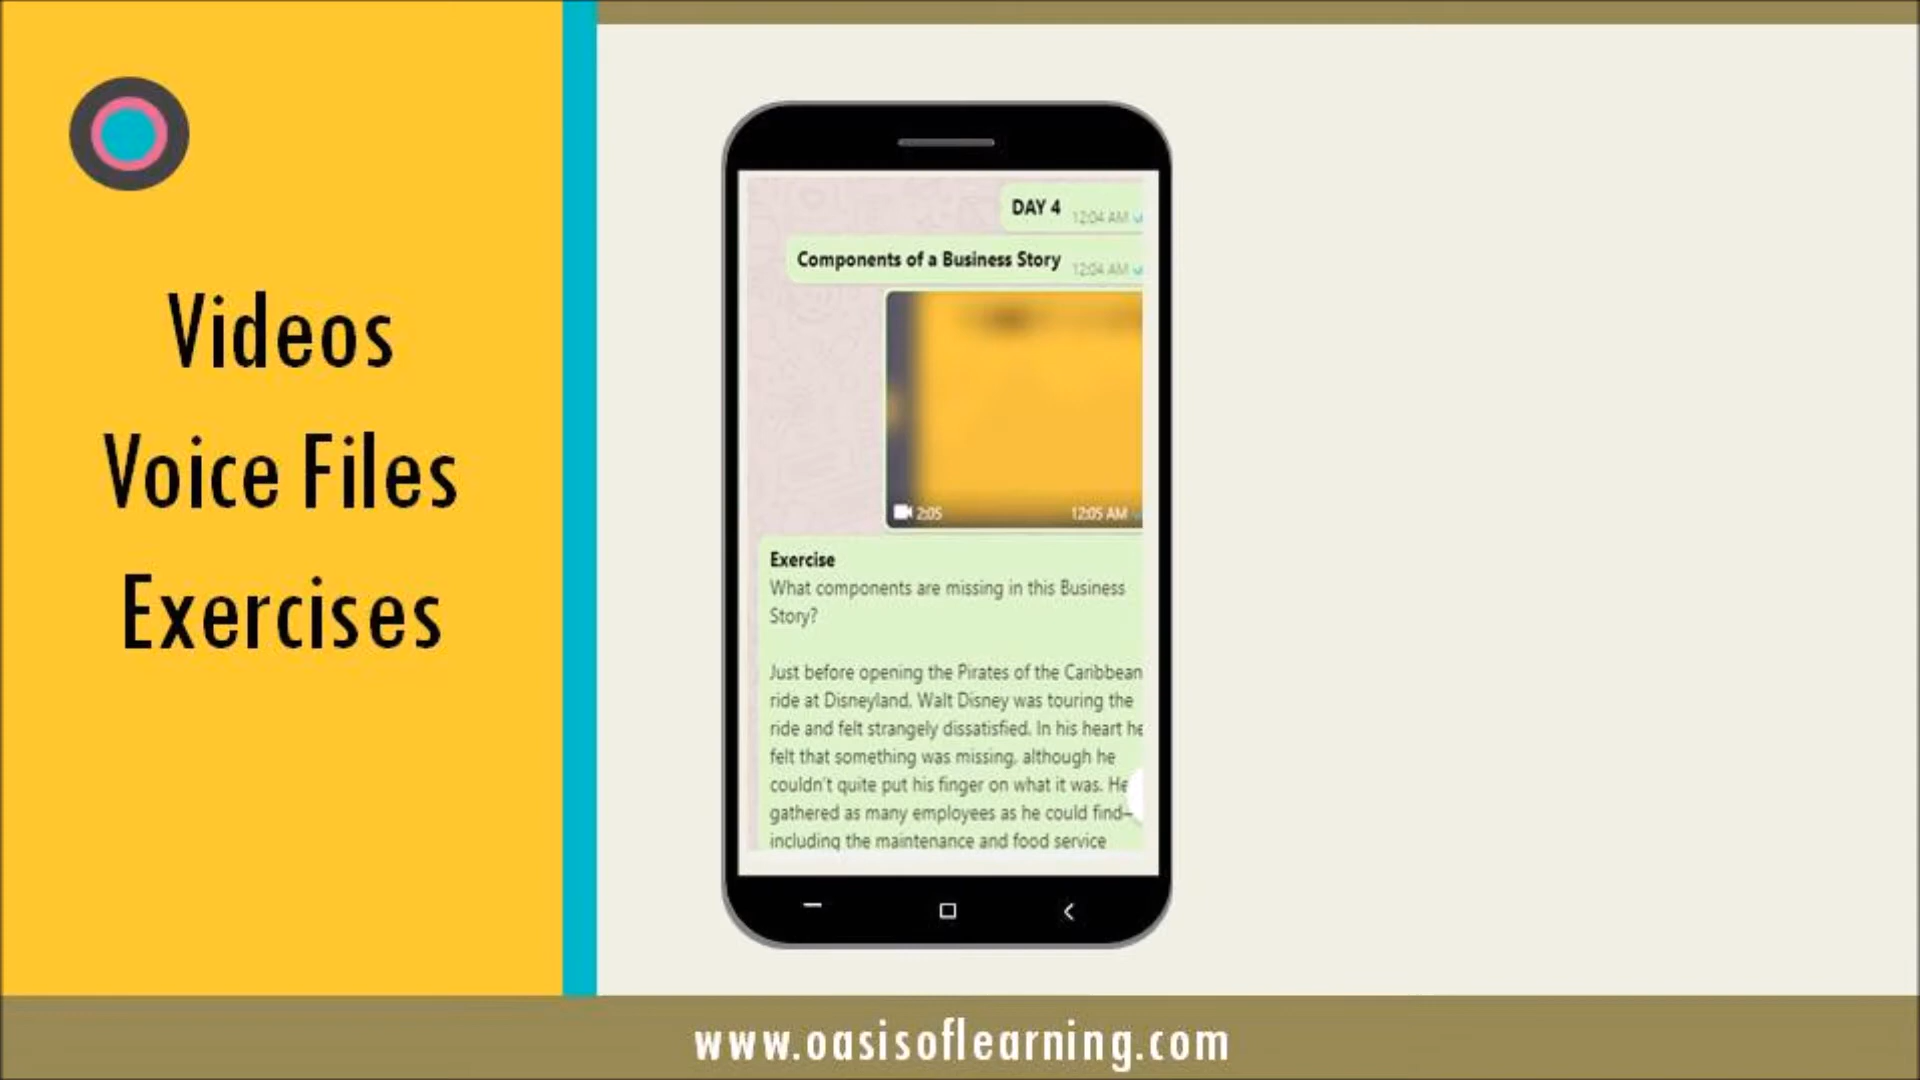 Videos
Voice Files
Exercises
DAY 4 12:04 AM
Components of a Business Story 12:04 AM
2:05 12:05 AM
Exercise
What components are missing in this Business
Story?
Just before opening the Pirates of the Caribbean
ride at Disneyland, Walt Disney was touring the
ride and felt strangely dissatisfied. In his heart he
felt that something was missing, although he
couldn't quite put his finger on what it was. He
gathered as many employees as he could find–
including the maintenance and food service
www.oasisoflearning.com